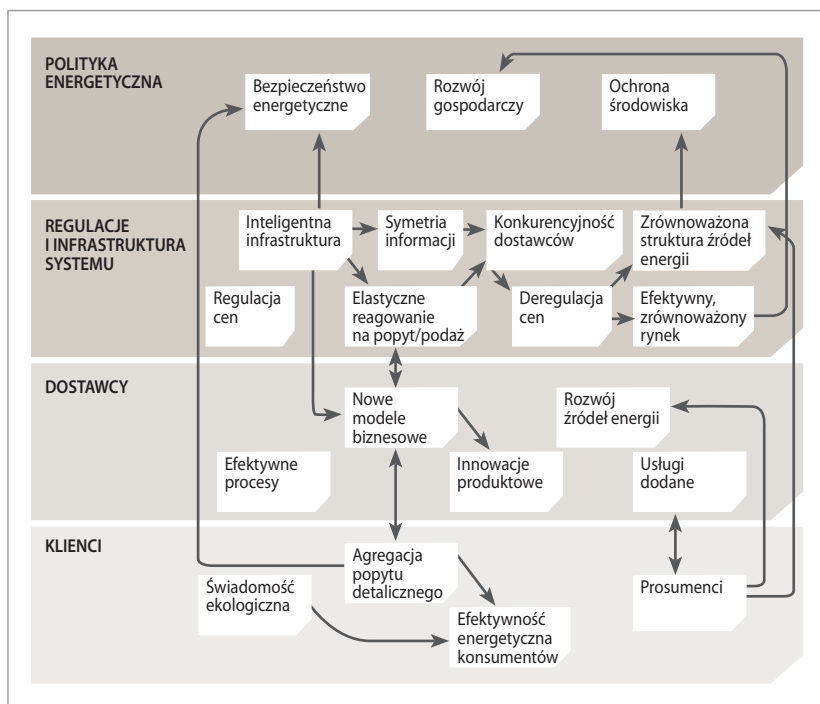 POLITYKA
ENERGETYCZNA
Bezpieczeństwo
energetyczne
Rozwój
gospodarczy
Ochrona
środowiska
REGULACJE
I INFRASTRUKTURA
SYSTEMU
Inteligentna
infrastruktura
Symetria
informacji
Konkurencyjność
dostawców
Zrównoważona
struktura źródeł
energii
Regulacja
cen
Elastyczne
reagowanie
na popyt/podaż
Deregulacja
cen
Efektywny,
zrównoważony
rynek
DOSTAWCY
Nowe
modele
biznesowe
Rozwój
źródeł energii
Efektywne
procesy
Innowacje
produktowe
Usługi
dodane
KLIENCI
Agregacja
popytu
detalicznego
Świadomość
ekologiczna
Prosumenci
Efektywność
energetyczna
konsumentów